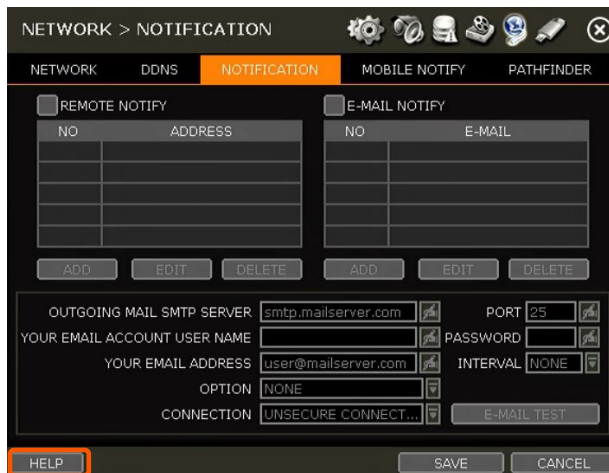 NETWORK > NOTIFICATION
NETWORK DDNS NOTIFICATION MOBILE NOTIFY PATHFINDER
REMOTE NOTIFY E-MAIL NOTIFY
NO ADDRESS NO E-MAIL
ADD EDIT DELETE ADD EDIT DELETE
OUTGOING MAIL SMTP SERVER smtp.mailserver.com PORT 25
YOUR EMAIL ACCOUNT USER NAME PASSWORD
YOUR EMAIL ADDRESS user@mailserver.com INTERVAL NONE
OPTION NONE
CONNECTION UNSECURE CONNECT... E-MAIL TEST
HELP SAVE CANCEL